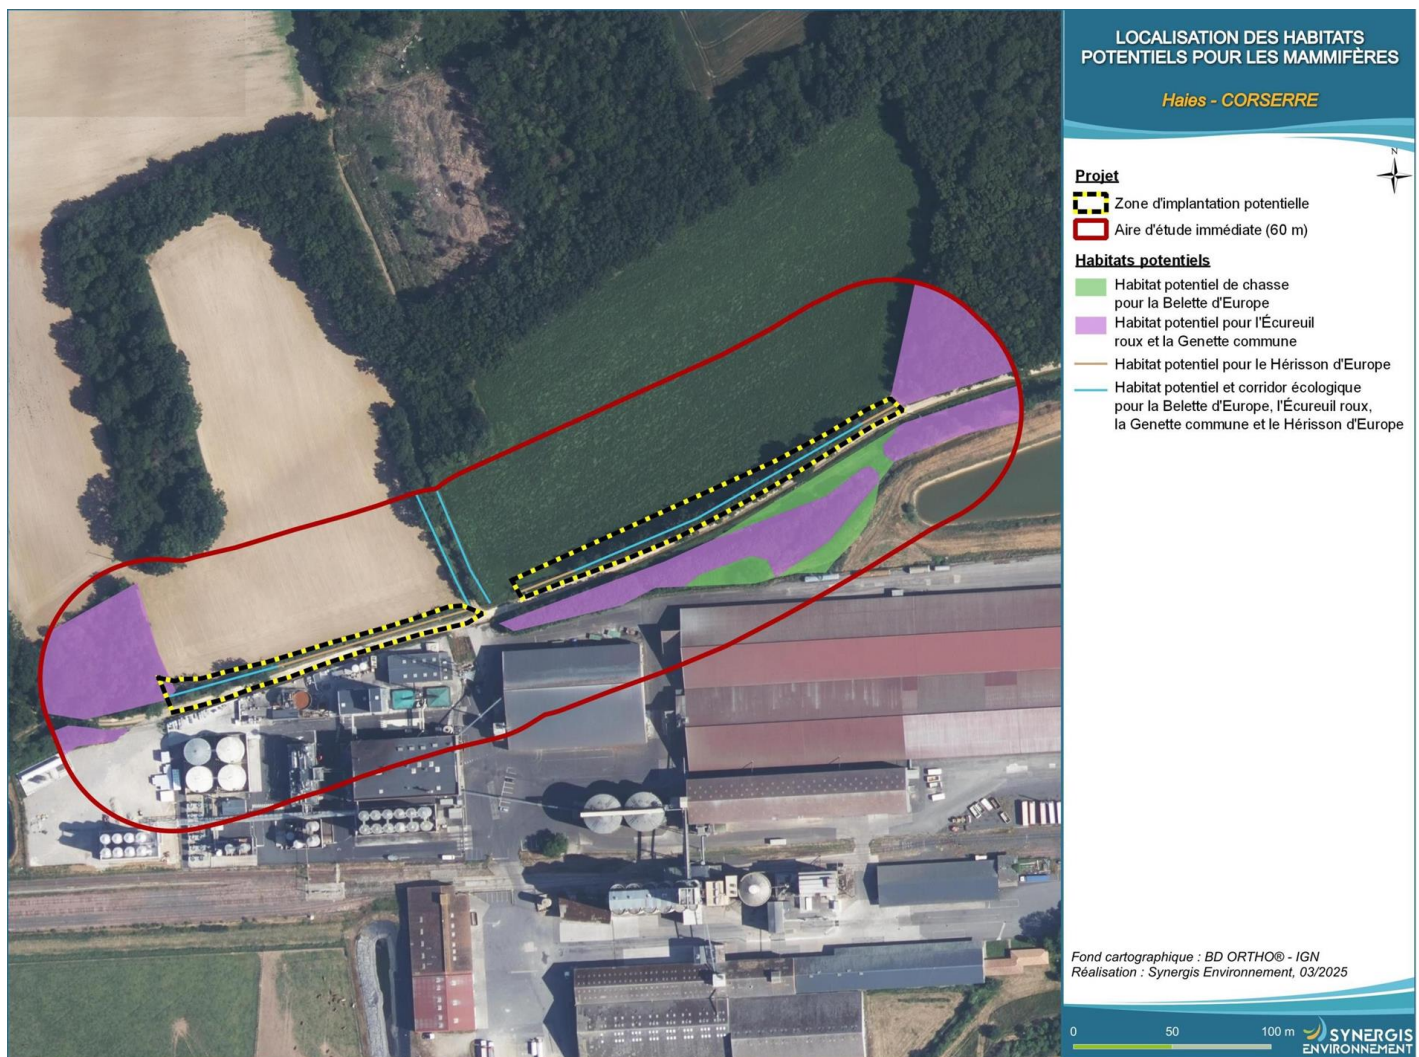 LOCALISATION DES HABITATS
POTENTIELS POUR LES MAMMIFÈRES
Haies - CORSERRE
N
Projet
Zone d'implantation potentielle
Aire d'étude immédiate (60 m)
Habitats potentiels
Habitat potentiel de chasse
pour la Belette d'Europe
Habitat potentiel pour l'Écureuil
roux et la Genette commune
Habitat potentiel pour le Hérisson d'Europe
Habitat potentiel et corridor écologique
pour la Belette d'Europe, l'Écureuil roux,
la Genette commune et le Hérisson d'Europe
Fond cartographique : BD ORTHO® - IGN
Réalisation : Synergis Environnement, 03/2025
0 50 100 m
SYNERGIS
ENVIRONNEMENT